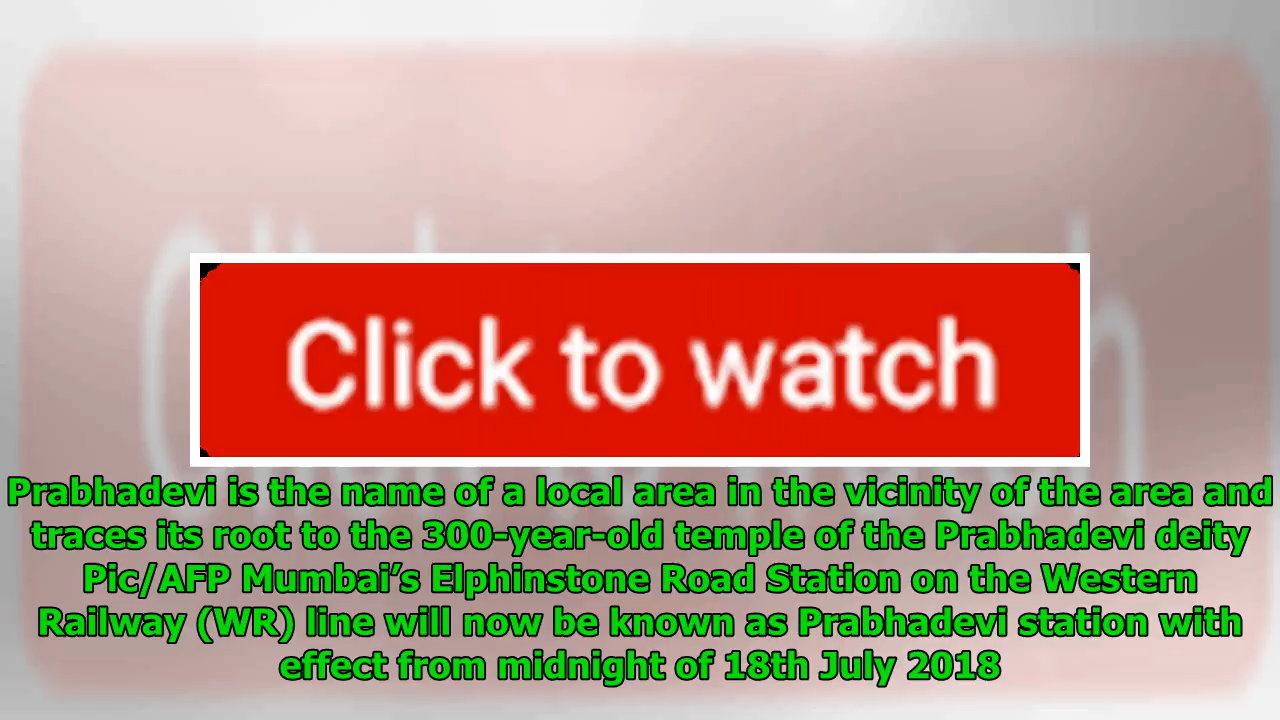 Click to watch
Prabhadevi is the name of a local area in the vicinity of the area and
traces its root to the 300-year-old temple of the Prabhadevi deity
Pic/AFP Mumbai’s Elphinstone Road Station on the Western
Railway (WR) line will now be known as Prabhadevi station with
effect from midnight of 18th July 2018